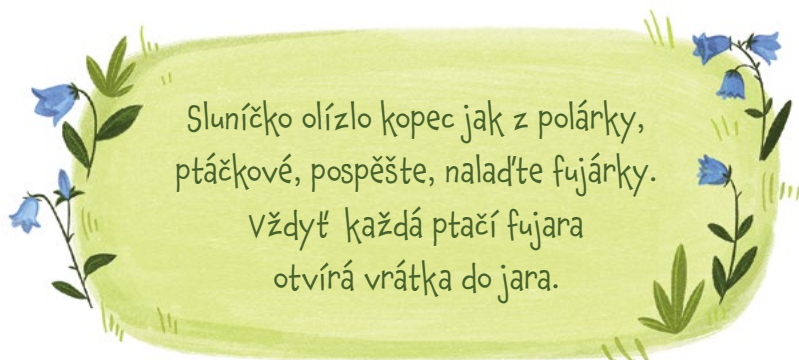 Sluníčko olízlo kopec jak z polárky,
ptáčkové, pospěšte, nalaďte fujárky.
Vždyť každá ptačí fujara
otvírá vrátka do jara.